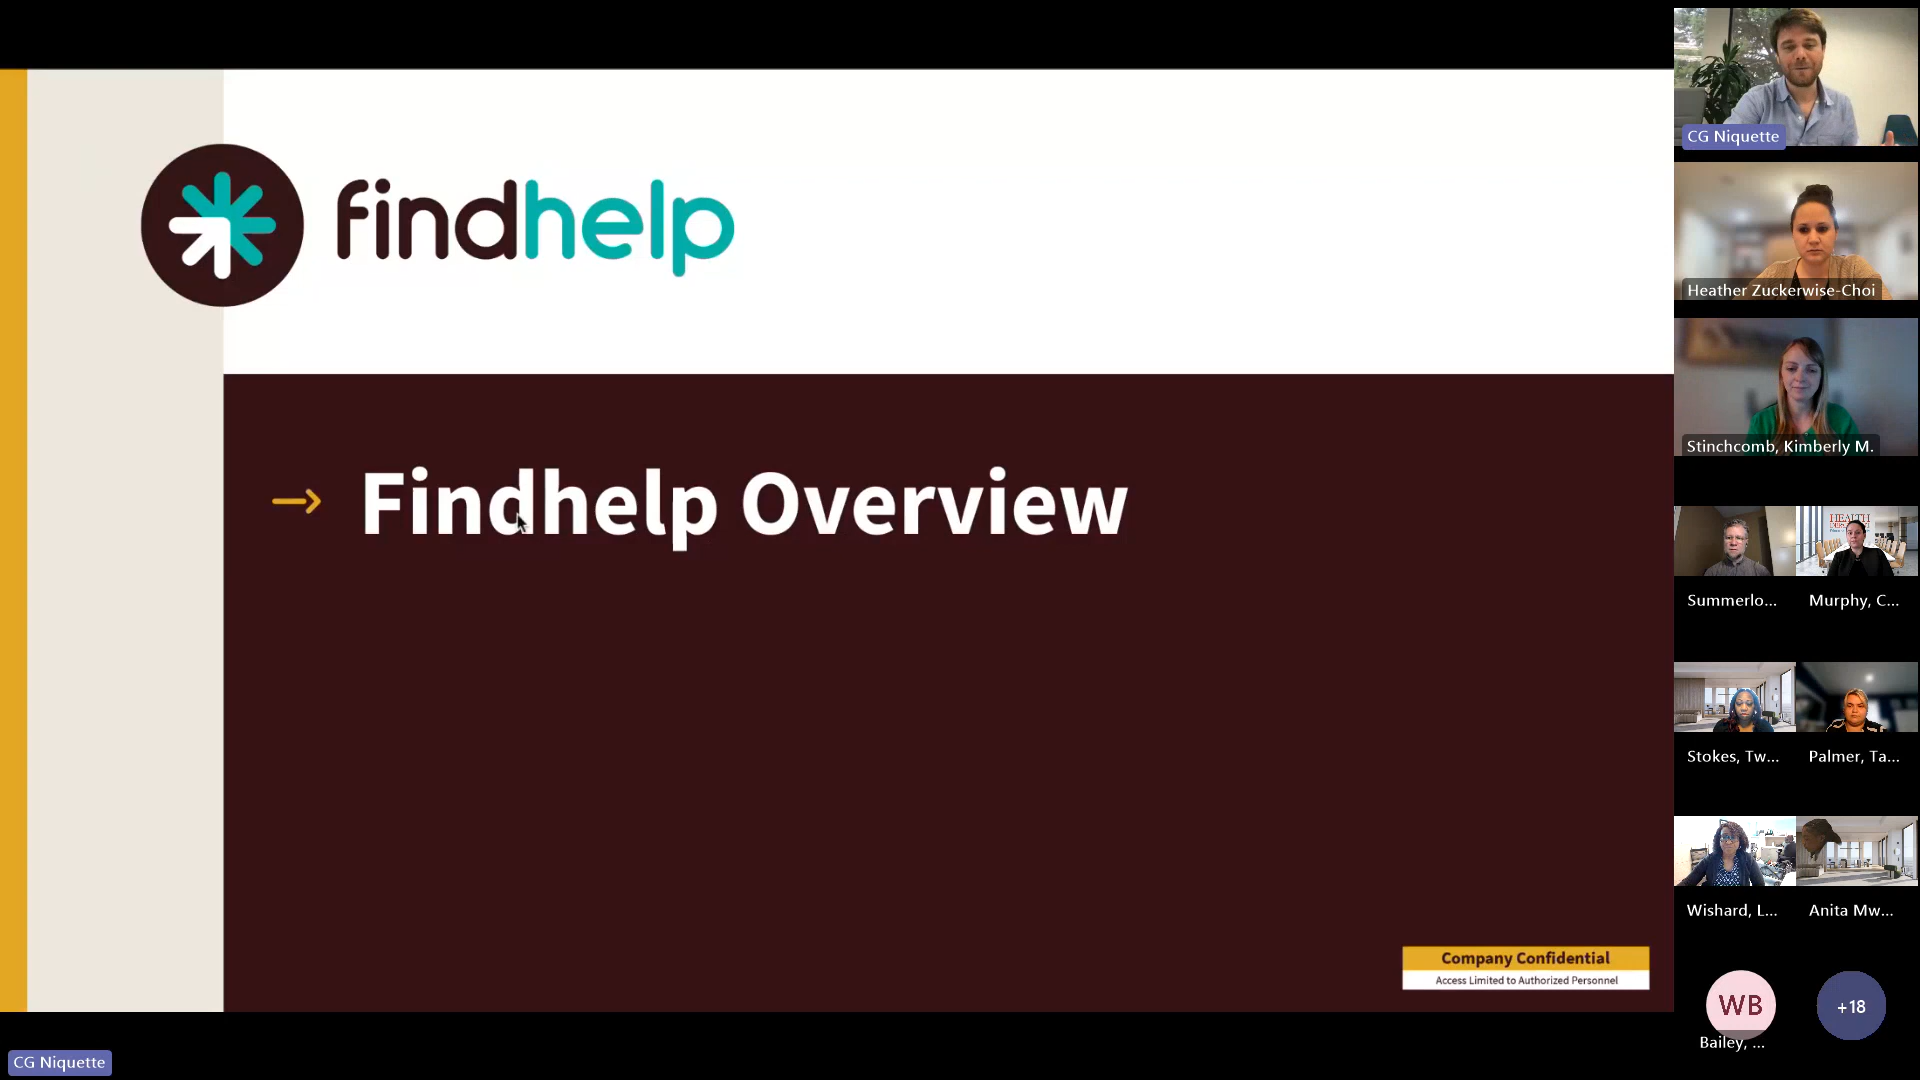 findhelp
Findhelp Overview
Company Confidential
Access Limited to Authorized Personnel
CG Niquette
CG Niquette
Heather Zuckerwise-Choi
Stinchcomb, Kimberly M.
HEALTH
Summerlo...
Murphy, C...
Stokes, Tw...
Palmer, Ta...
Wishard, L...
Anita Mw...
WB
Bailey, ...
+18